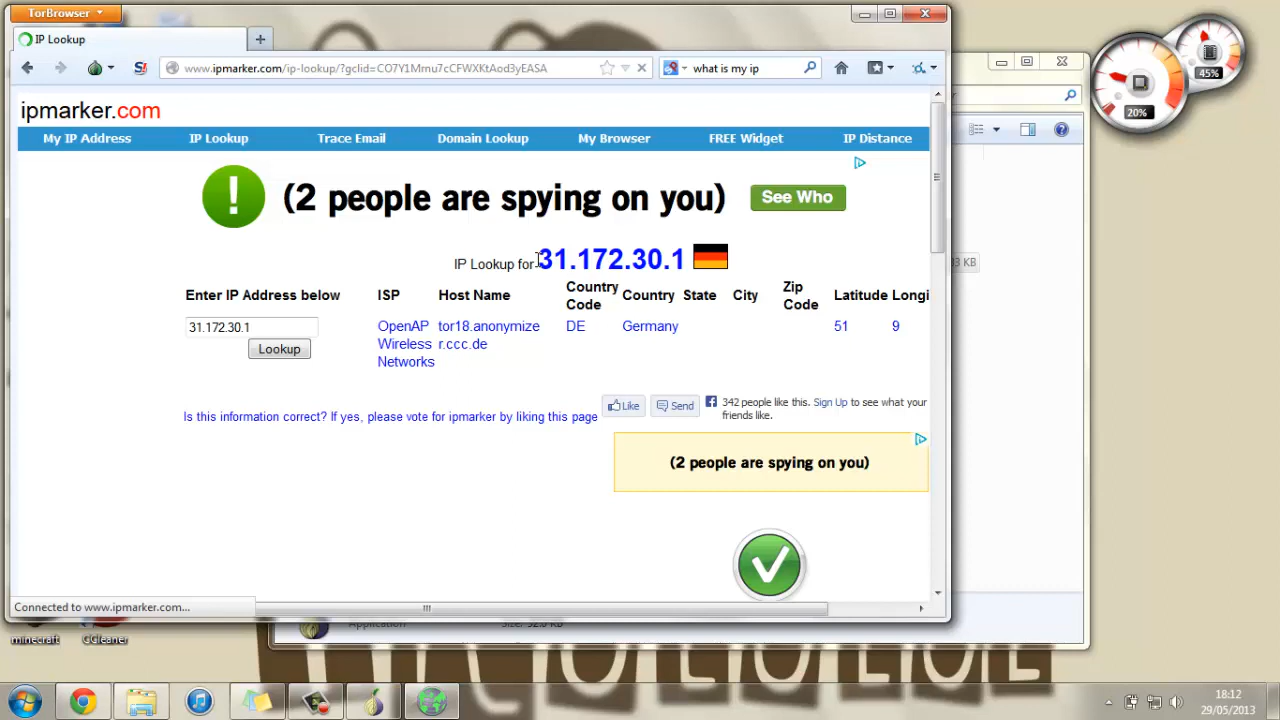 TorBrowser
IP Lookup
www.ipmarker.com/ip-lookup/?gclid=CO7Y1Mmu7cCFWXKtAod3yEASA
what is my ip
ipmarker.com
My IP Address
IP Lookup
Trace Email
Domain Lookup
My Browser
FREE Widget
IP Distance
(2 people are spying on you)
See Who
IP Lookup for 31.172.30.1
Enter IP Address below
ISP
Host Name
Country
Code
Country
State
City
Zip
Code
Latitude
Longi
31.172.30.1
Lookup
OpenAP
Wireless
Networks
tor18.anonymize
r.ccc.de
DE
Germany
51
9
Is this information correct? If yes, please vote for ipmarker by liking this page
Like
Send
342 people like this. Sign Up to see what your
friends like.
(2 people are spying on you)
Connected to www.ipmarker.com...
45%
20%
KB
Application
minecraft
CCleaner
18:12
29/05/2013